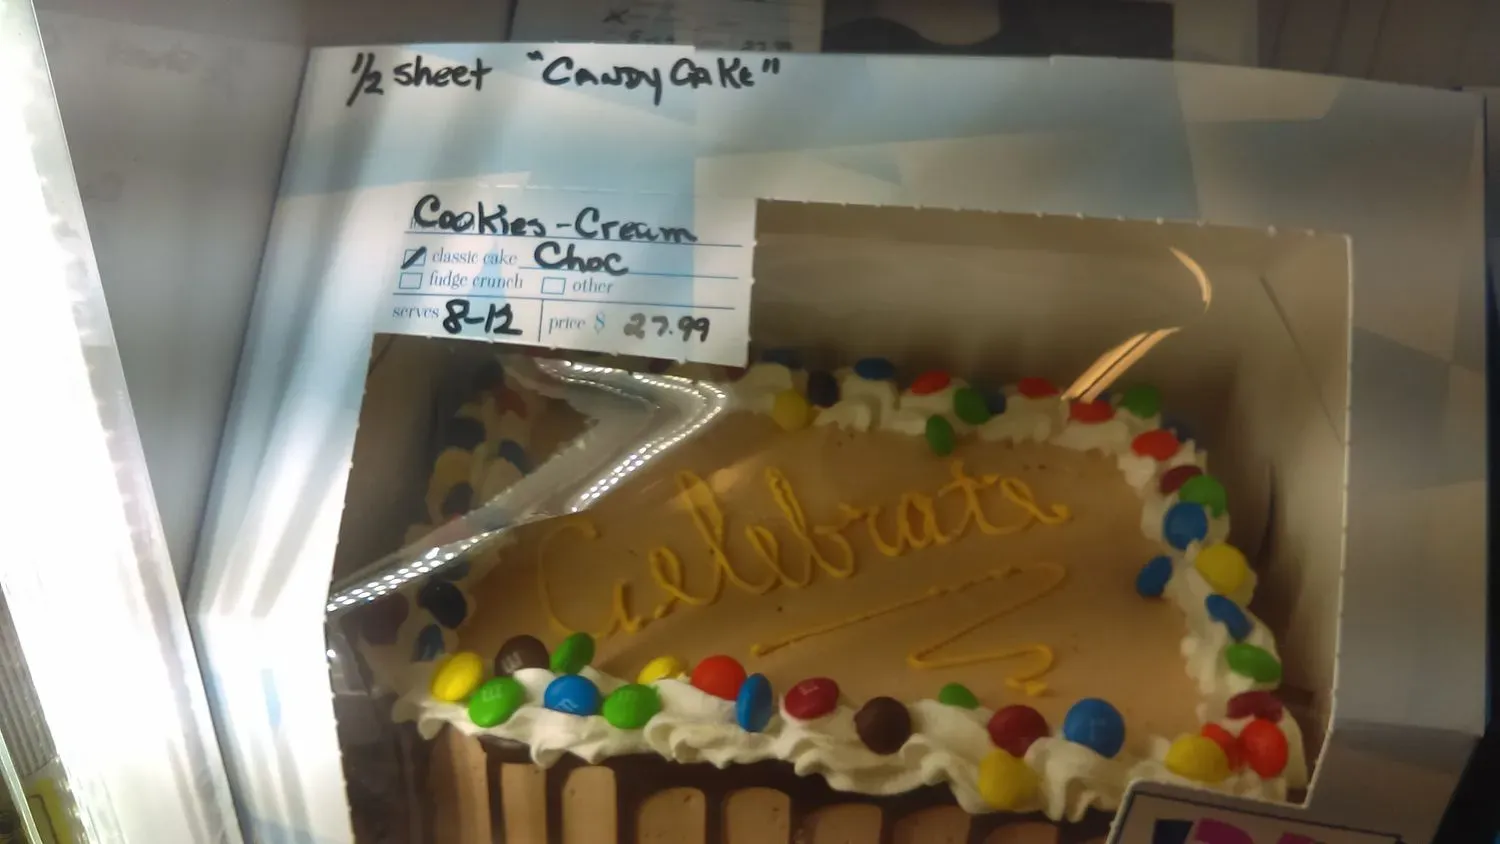 1/2 sheet "Candy Cake"
Cookies-Cream
classic cake Choc
fudge crunch other
serves 8-12 price $ 27.99
Celebrate